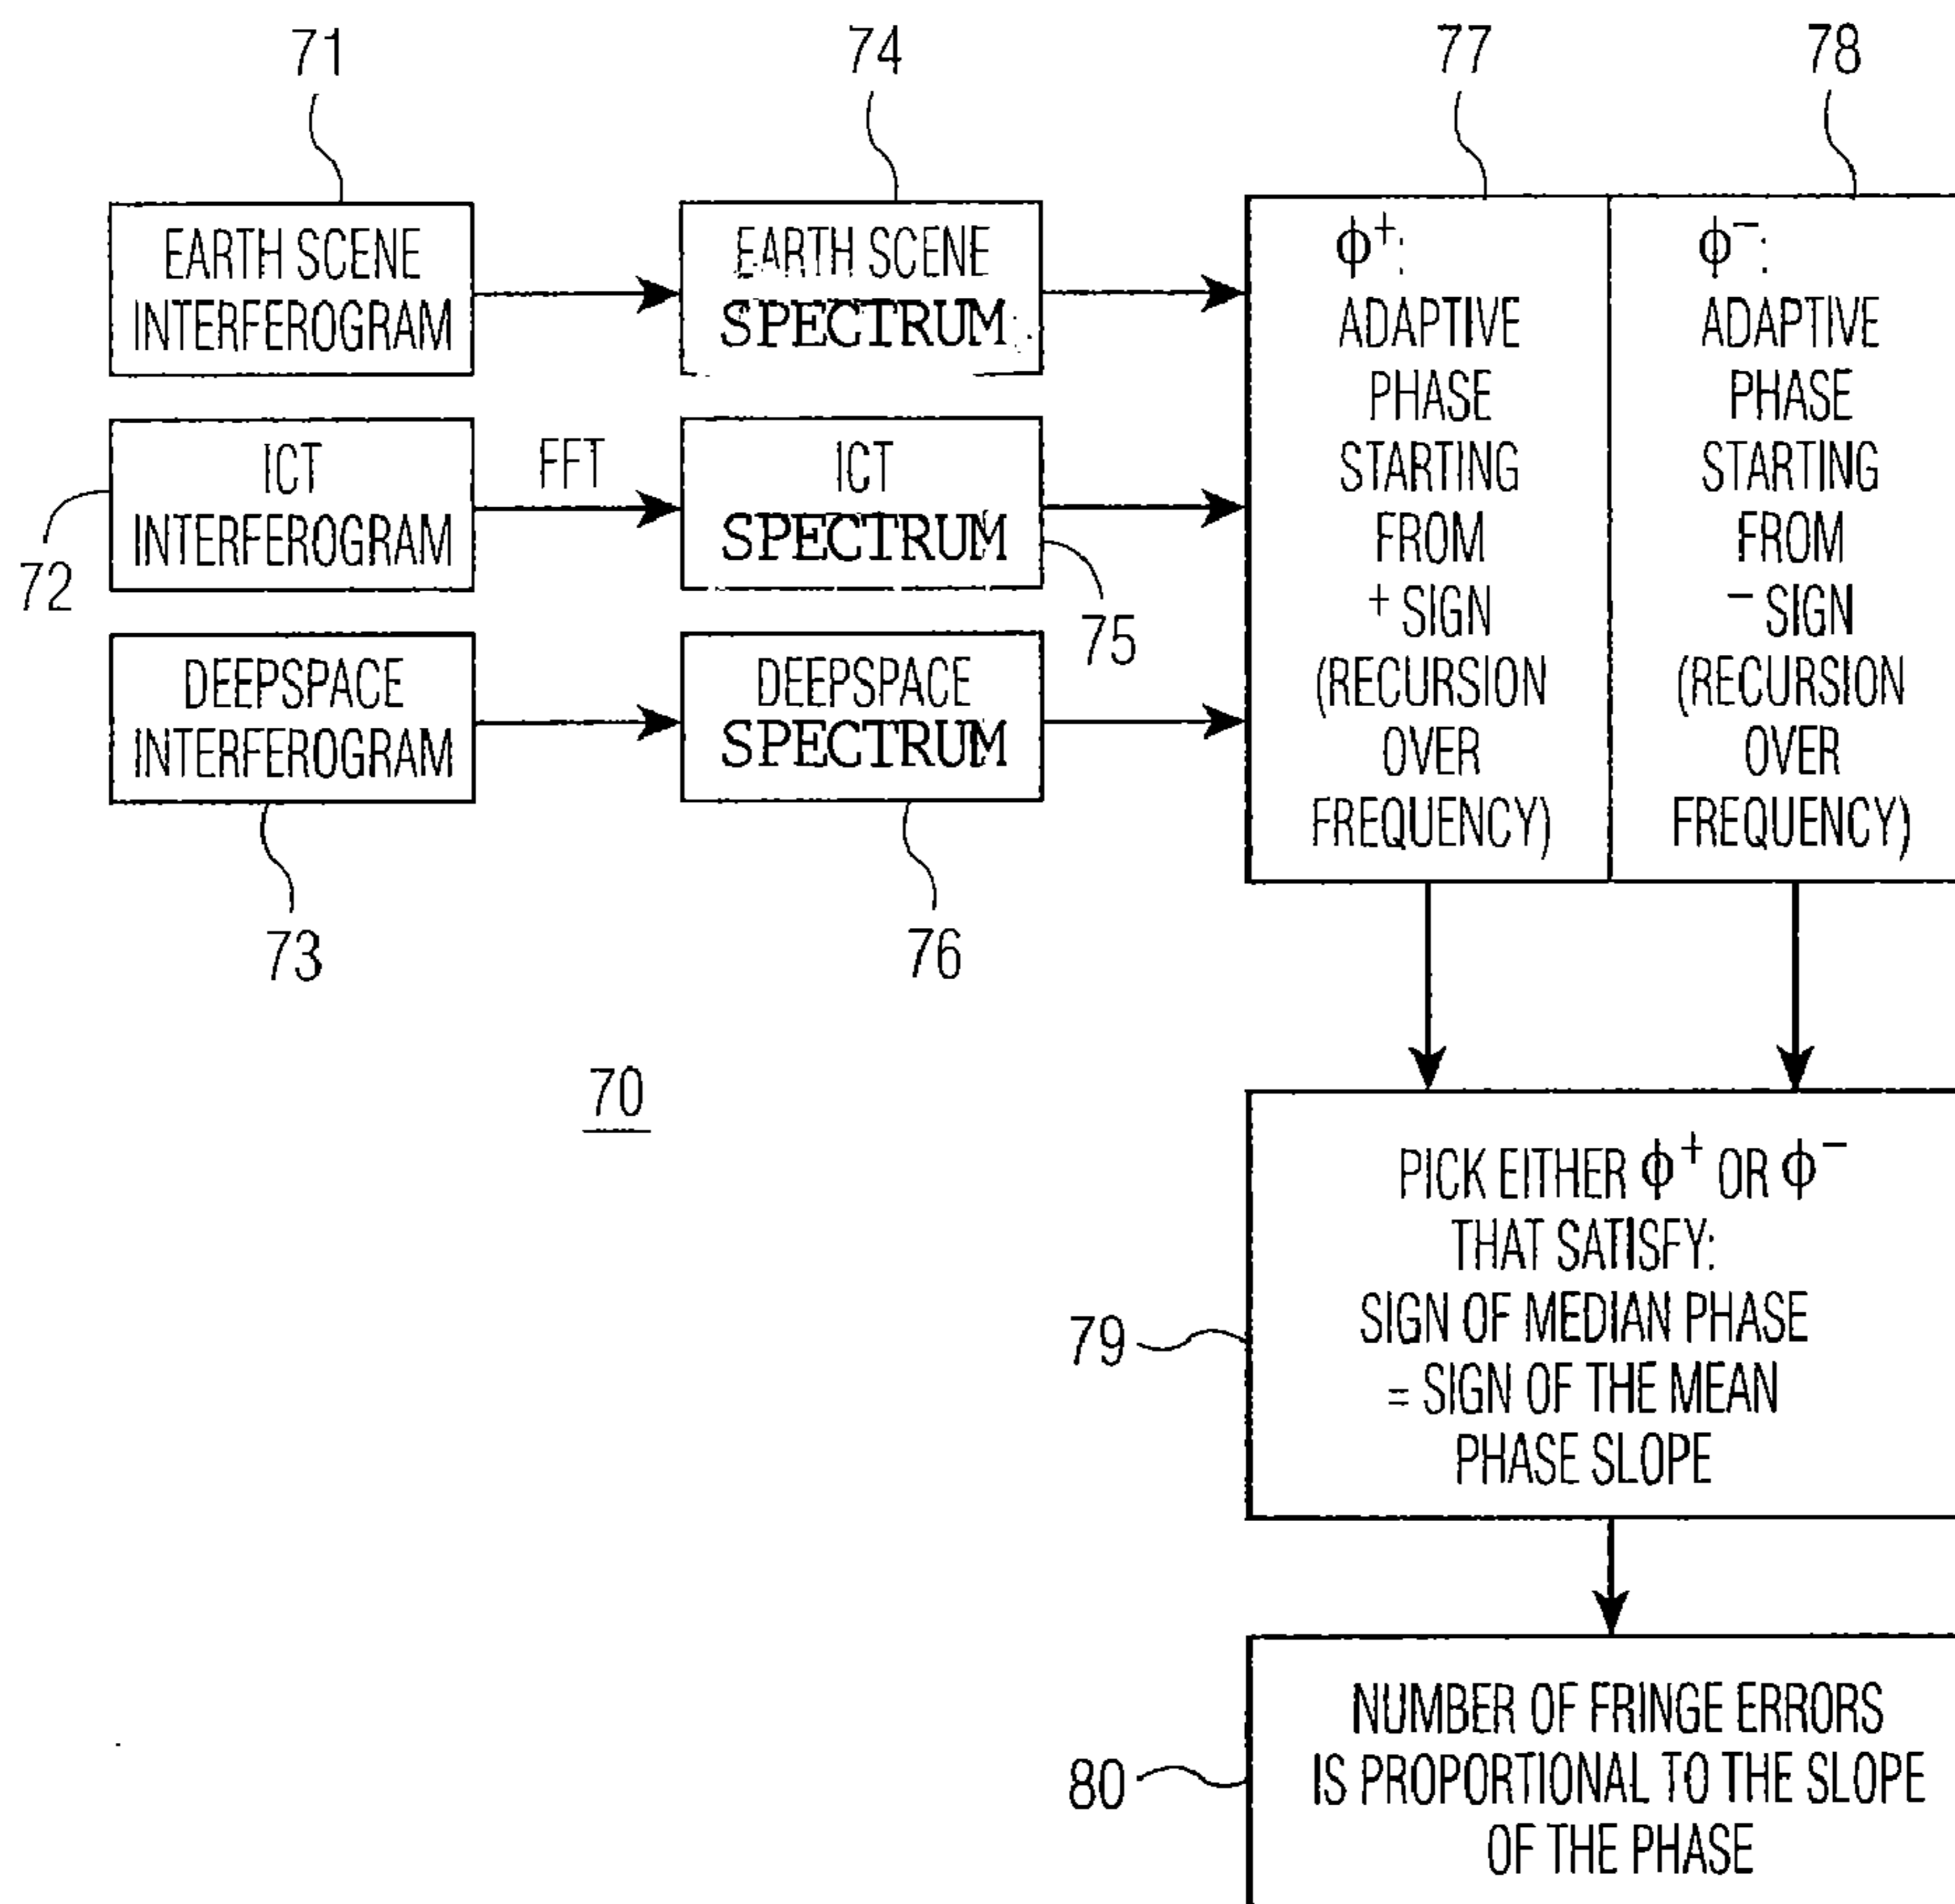 71
74
77
78
EARTH SCENE
INTERFEROGRAM
EARTH SCENE
SPECTRUM
ICT
INTERFEROGRAM
FFT
ICT
SPECTRUM
72
75
DEEPSPACE
INTERFEROGRAM
DEEPSPACE
SPECTRUM
73
76
ϕ⁺:
ADAPTIVE
PHASE
STARTING
FROM
⁺ SIGN
(RECURSION
OVER
FREQUENCY)
ϕ⁻:
ADAPTIVE
PHASE
STARTING
FROM
⁻ SIGN
(RECURSION
OVER
FREQUENCY)
70
PICK EITHER ϕ⁺ OR ϕ⁻
THAT SATISFY:
SIGN OF MEDIAN PHASE
= SIGN OF THE MEAN
PHASE SLOPE
79
NUMBER OF FRINGE ERRORS
IS PROPORTIONAL TO THE SLOPE
OF THE PHASE
80